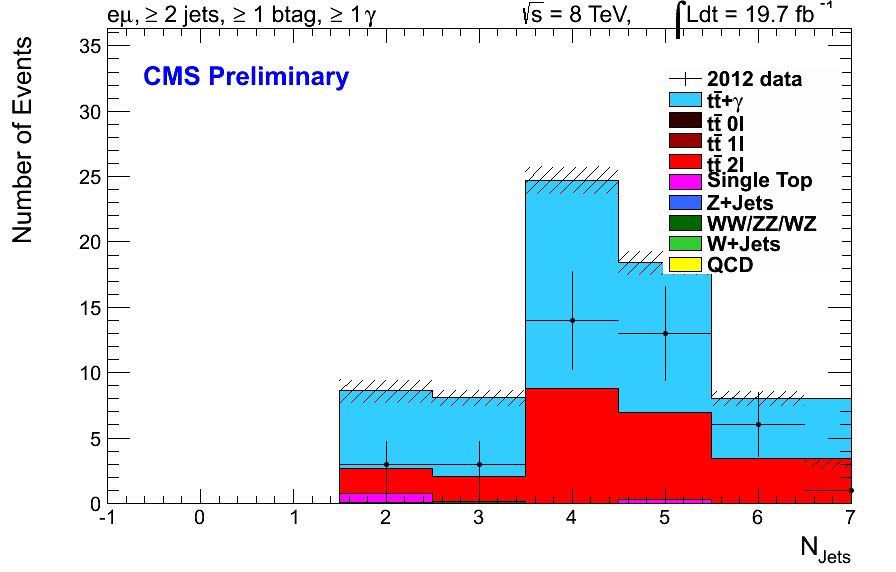 eμ, ≥ 2 jets, ≥ 1 btag, ≥ 1 γ
√s = 8 TeV, ∫Ldt = 19.7 fb⁻¹
CMS Preliminary
Number of Events
35
30
25
20
15
10
5
0
2012 data
tt̄+γ
tt̄ 0l
tt̄ 1l
tt̄ 2l
Single Top
Z+Jets
WW/ZZ/WZ
W+Jets
QCD
-1 0 1 2 3 4 5 6 7
N_Jets